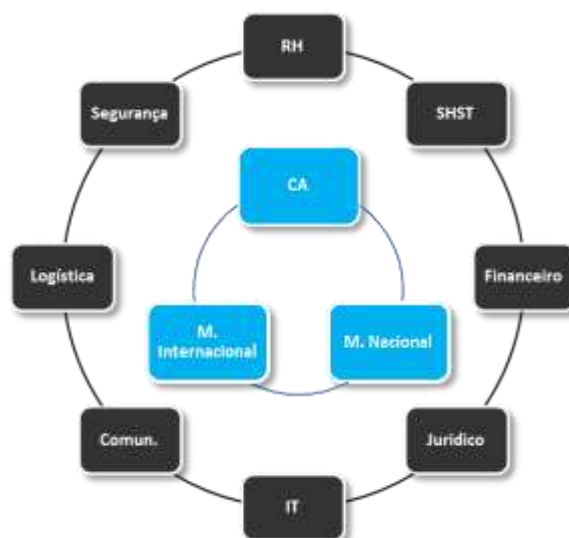 RH
Segurança
SHST
CA
Logística
Financeiro
M.
Internacional
M. Nacional
Comun.
Jurídico
IT